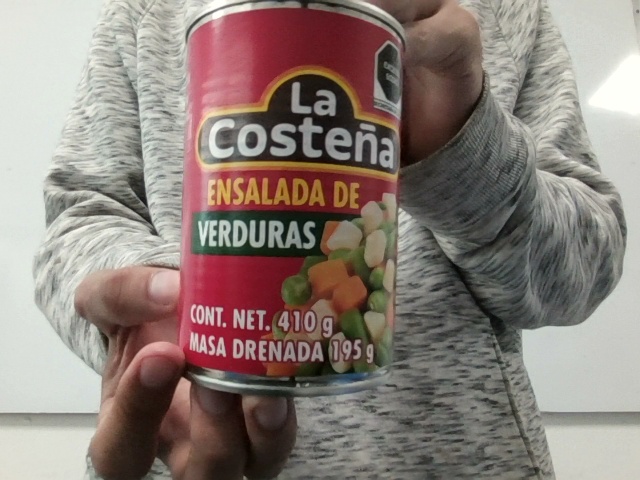 La
Costeña
ENSALADA DE
VERDURAS
CONT. NET. 410 g
MASA DRENADA 195 g